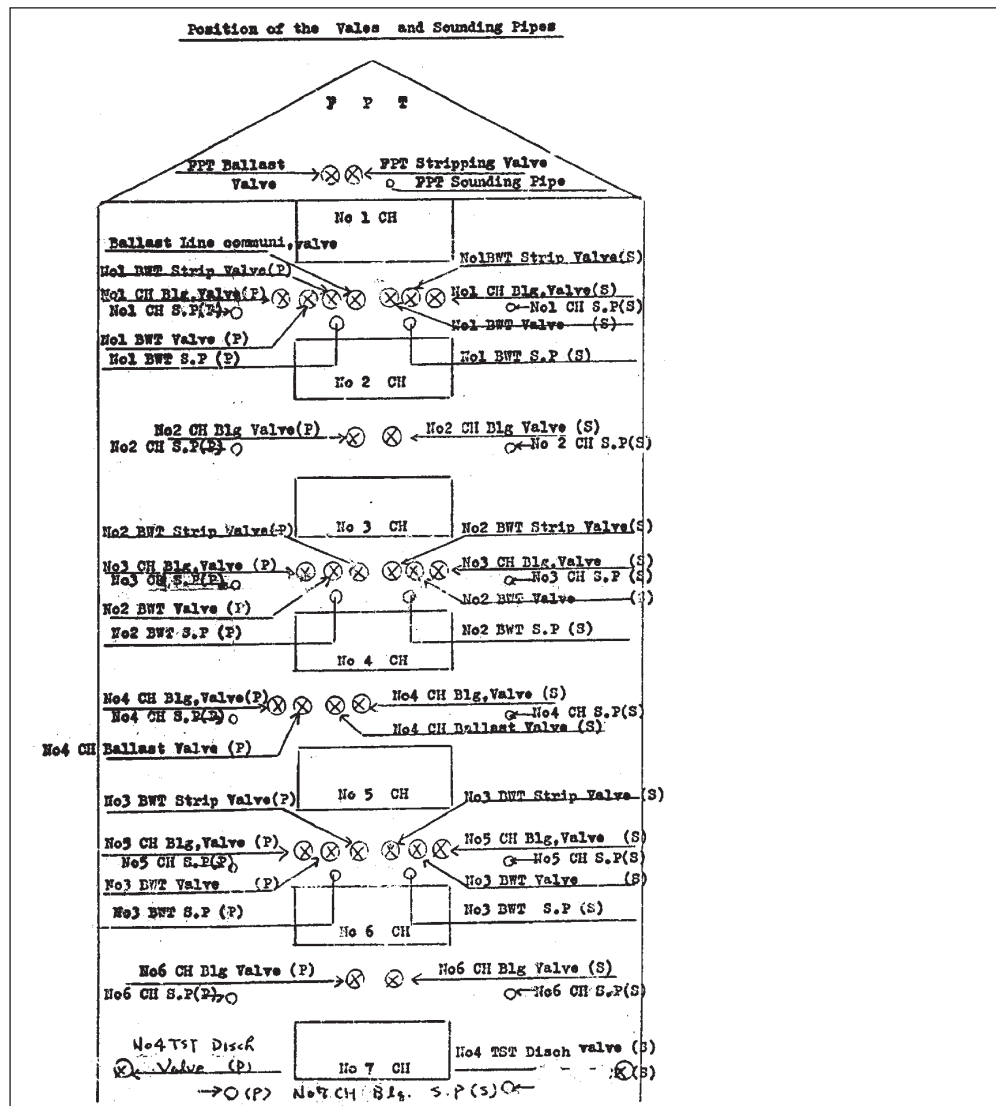 Position of the Vales and Sounding Pipes
F P T
FPT Ballast Valve
FPT Stripping Valve
FPT Sounding Pipe
No 1 CH
Ballast Line communi,valve
No1 BWT Strip Valve(P)
No1BWT Strip Valve(S)
No1 CH Blg,Valve(P)
No1 CH Blg,Valve(S)
No1 CH S.P(P)
No1 CH S.P(S)
No1 BWT Valve (P)
No1 BWT Valve (S)
No1 BWT S.P (P)
No1 BWT S.P (S)
No 2 CH
No2 CH Blg Valve(P)
No2 CH Blg Valve (S)
No2 CH S.P(P)
No 2 CH S.P(S)
No 3 CH
No2 BWT Strip Valve(P)
No2 BWT Strip Valve(S)
No3 CH Blg,Valve (P)
No3 CH Blg,Valve (S)
No3 CH S.P(P)
No3 CH S.P (S)
No2 BWT Valve (P)
No2 BWT Valve (S)
No2 BWT S.P (P)
No2 BWT S.P (S)
No 4 CH
No4 CH Blg,Valve(P)
No4 CH Blg,Valve (S)
No4 CH S.P(P)
No4 CH S.P(S)
No4 CH Ballast Valve (S)
No4 CH Ballast Valve (P)
No 5 CH
No3 BWT Strip Valve(P)
No3 BWT Strip Valve (S)
No5 CH Blg,Valve (P)
No5 CH Blg,Valve (S)
No5 CH S.P(P)
No5 CH S.P(S)
No3 BWT Valve (P)
No3 BWT Valve (S)
No3 BWT S.P (P)
No3 BWT S.P (S)
No 6 CH
No6 CH Blg Valve (P)
No6 CH Blg Valve (S)
No6 CH S.P(P)
No6 CH S.P(S)
No4 TST Disch
Valve (P)
No4 TST Disch valve (S)
(S)
No 7 CH
(P) No7.CH Blg. S.P(S)